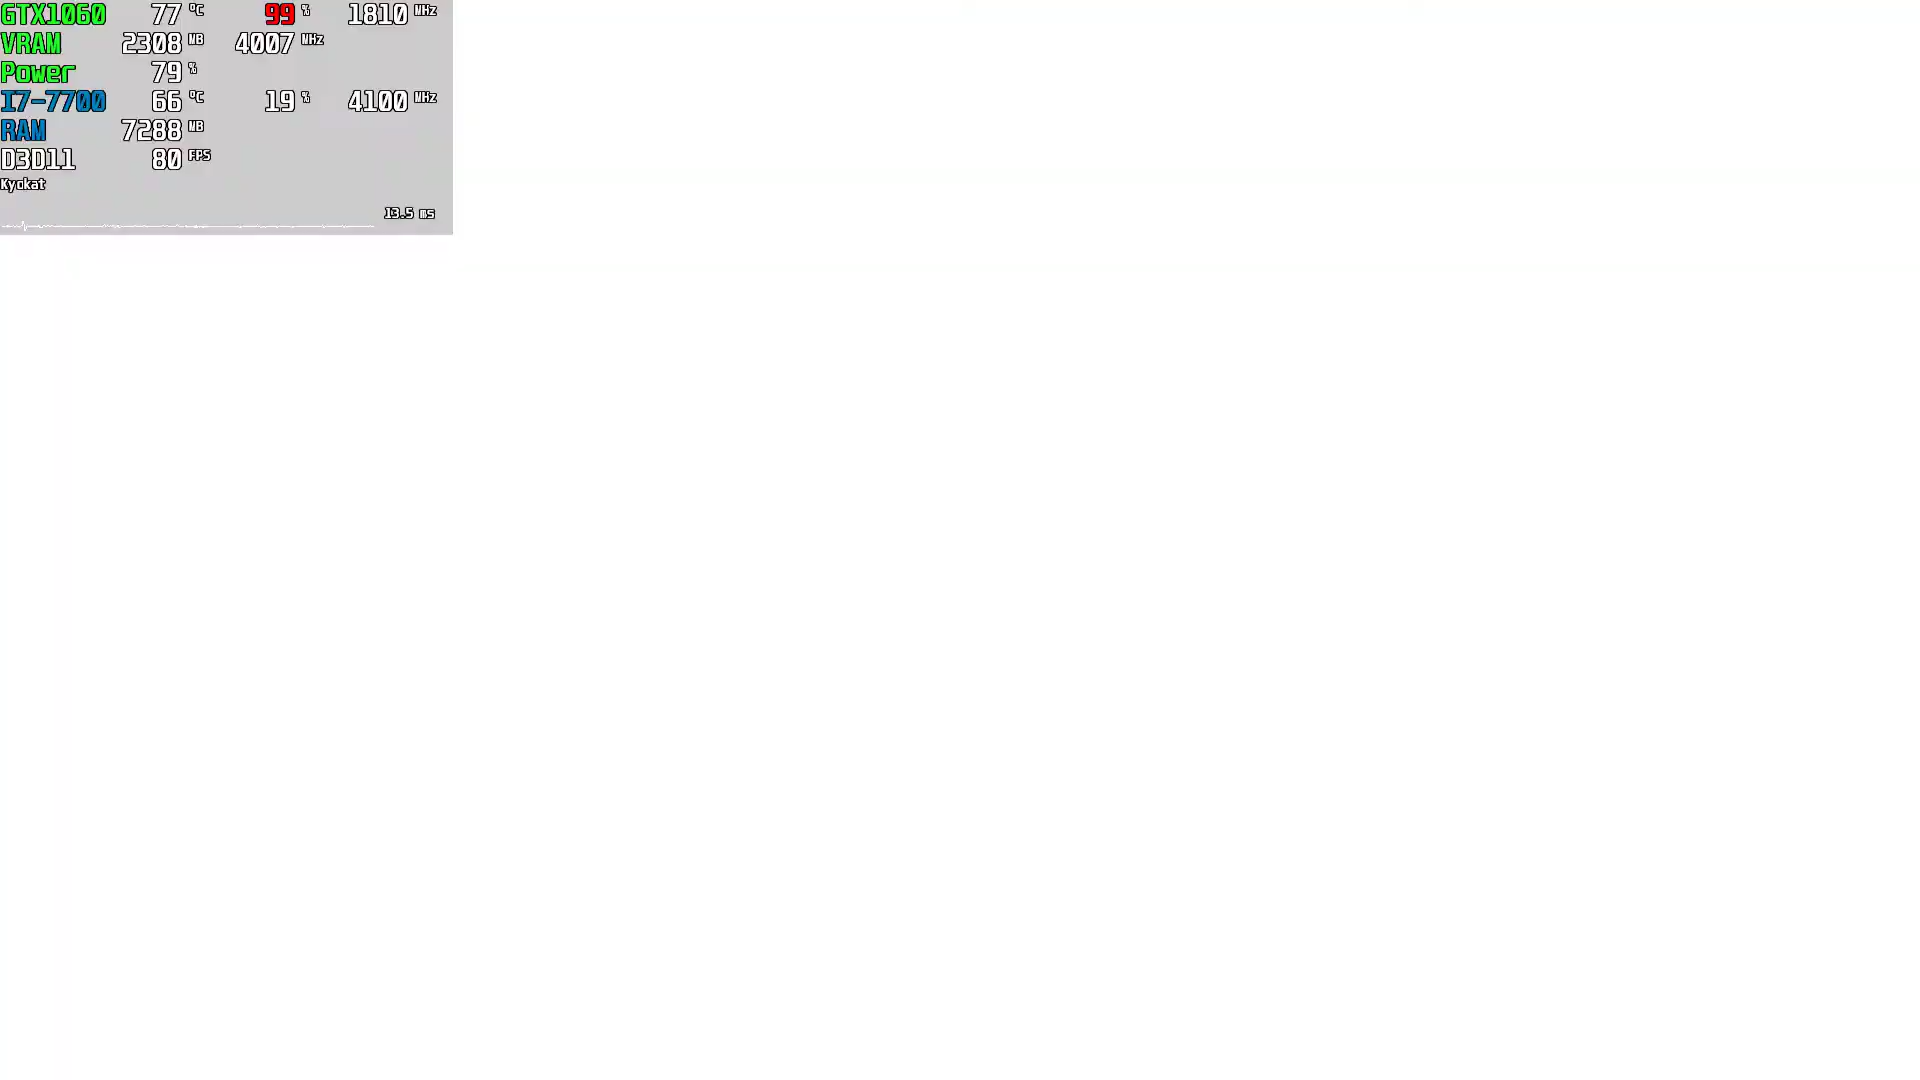 GTX1060 77 °C 99 % 1810 MHz
VRAM 2308 MB 4007 MHz
Power 79 %
I7-7700 66 °C 19 % 4100 MHz
RAM 7288 MB
D3D11 80 FPS
Kyokat
13.5 ms